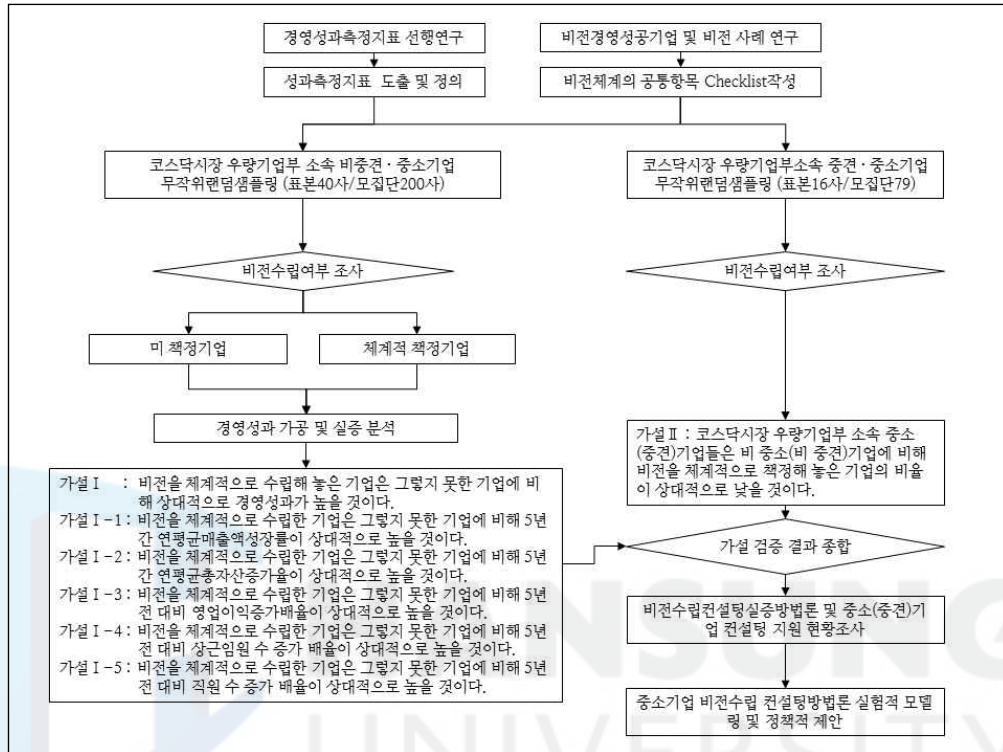 경영성과측정지표 선행연구
비전경영성공기업 및 비전 사례 연구
성과측정지표 도출 및 정의
비전체계의 공통항목 Checklist작성
코스닥시장 우량기업부 소속 비중견·중소기업
무작위랜덤샘플링 (표본40사/모집단200사)
코스닥시장 우량기업부소속 중견·중소기업
무작위랜덤샘플링 (표본16사/모집단79)
비전수립여부 조사
비전수립여부 조사
미 책정기업
체계적 책정기업
경영성과 가공 및 실증 분석
가설Ⅰ : 비전을 체계적으로 수립해 놓은 기업은 그렇지 못한 기업에 비
해 상대적으로 경영성과가 높을 것이다.
가설Ⅰ-1: 비전을 체계적으로 수립한 기업은 그렇지 못한 기업에 비해 5년
간 연평균매출액성장률이 상대적으로 높을 것이다.
가설Ⅰ-2: 비전을 체계적으로 수립한 기업은 그렇지 못한 기업에 비해 5년
간 연평균총자산증가율이 상대적으로 높을 것이다.
가설Ⅰ-3: 비전을 체계적으로 수립한 기업은 그렇지 못한 기업에 비해 5년
전 대비 영업이익증가배율이 상대적으로 높을 것이다.
가설Ⅰ-4: 비전을 체계적으로 수립한 기업은 그렇지 못한 기업에 비해 5년
전 대비 상근임원 수 증가 배율이 상대적으로 높을 것이다.
가설Ⅰ-5: 비전을 체계적으로 수립한 기업은 그렇지 못한 기업에 비해 5년
전 대비 직원 수 증가 배율이 상대적으로 높을 것이다.
가설Ⅱ : 코스닥시장 우량기업부 소속 중소
(중견)기업들은 비 중소(비 중견)기업에 비해
비전을 체계적으로 책정해 놓은 기업의 비율
이 상대적으로 낮을 것이다.
가설 검증 결과 종합
비전수립컨설팅실증방법론 및 중소(중견)기
업 컨설팅 지원 현황조사
중소기업 비전수립 컨설팅방법론 실험적 모델
링 및 정책적 제안
UNIVERSITY